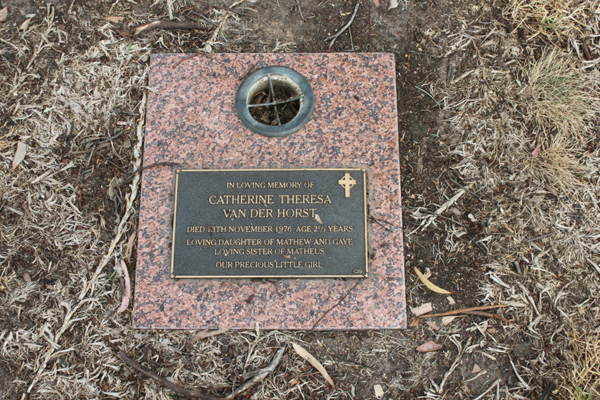 IN LOVING MEMORY OF
CATHERINE THERESA
VAN DER HORST
DIED 13TH NOVEMBER 1976 AGE 2½ YEARS
LOVING DAUGHTER OF MATHEW AND GAYE
LOVING SISTER OF MATHEUS
OUR PRECIOUS LITTLE GIRL